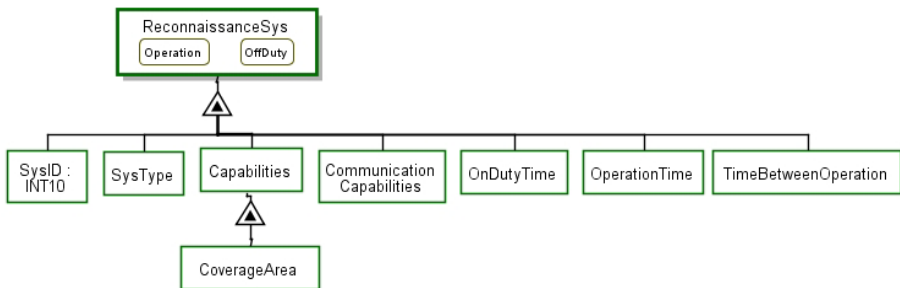 ReconnaissanceSys
Operation
OffDuty
SysID :
INT10
SysType
Capabilities
Communication
Capabilities
OnDutyTime
OperationTime
TimeBetweenOperation
CoverageArea